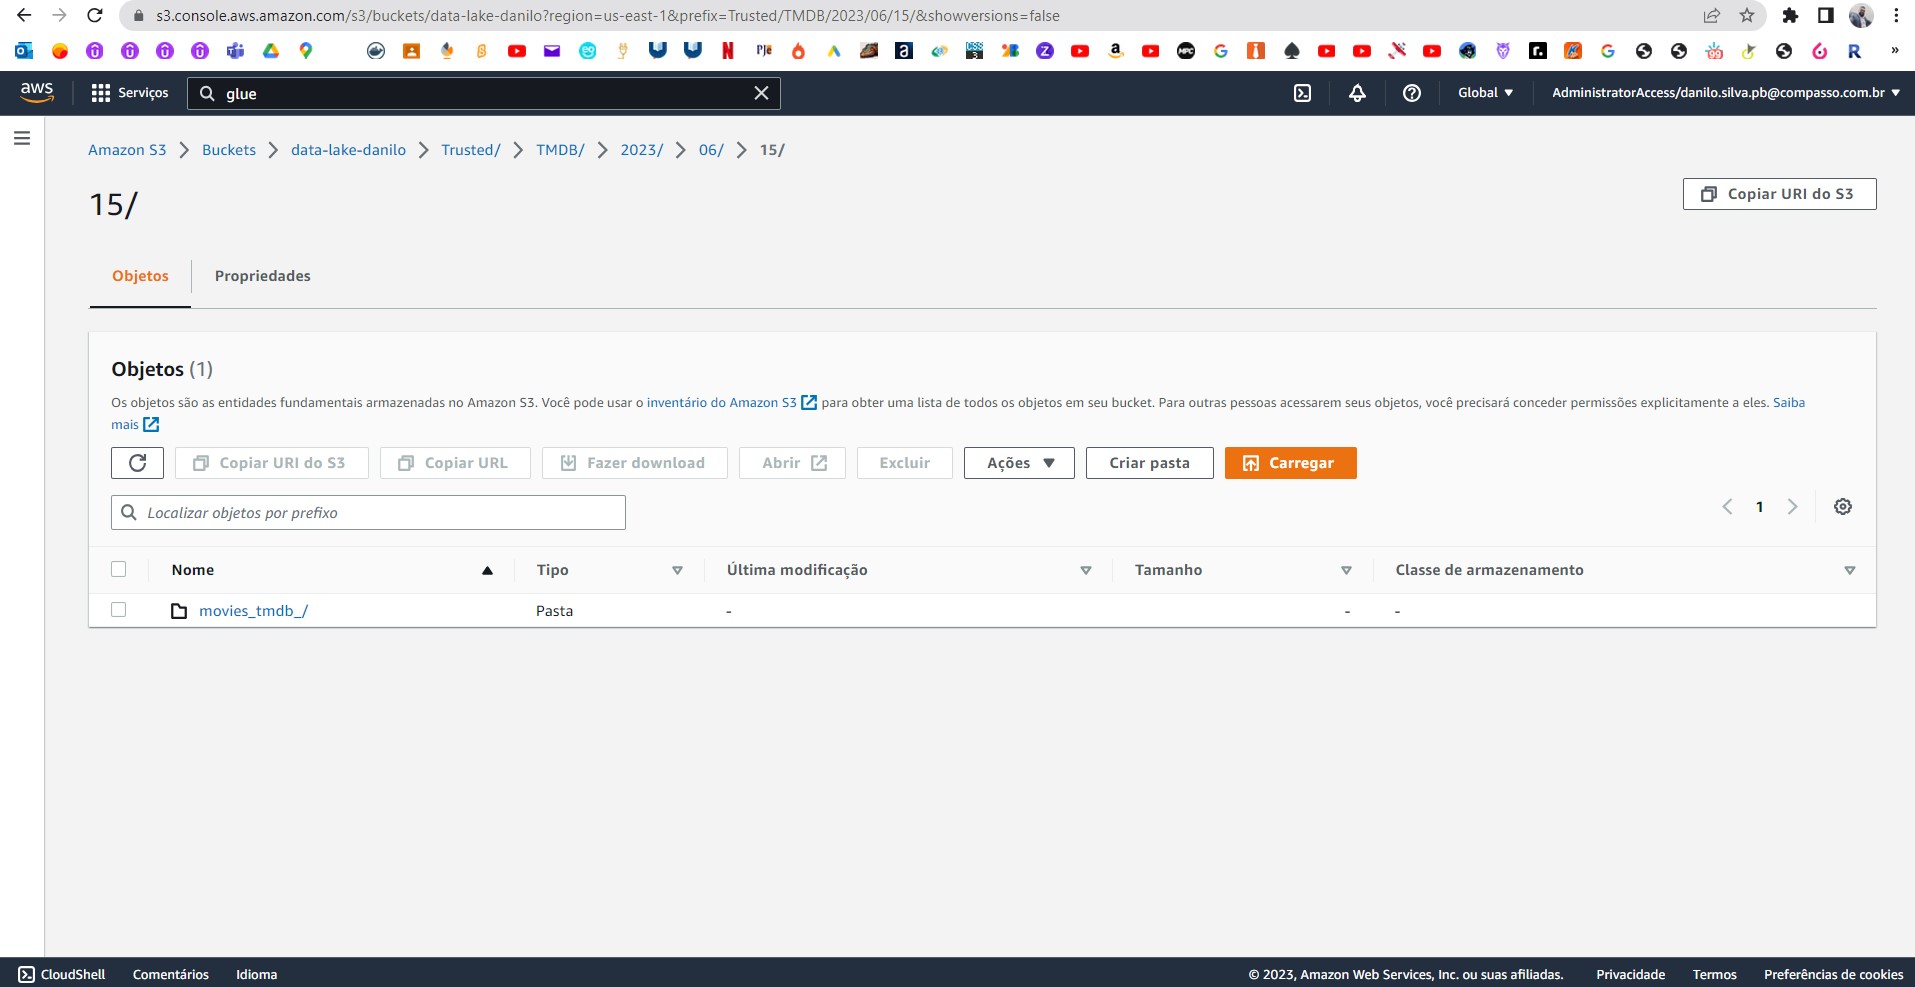 s3.console.aws.amazon.com/s3/buckets/data-lake-danilo?region=us-east-1&prefix=Trusted/TMDB/2023/06/15/&showversions=false
aws Serviços glue Global AdministratorAccess/danilo.silva.pb@compasso.com.br
Amazon S3 Buckets data-lake-danilo Trusted/ TMDB/ 2023/ 06/ 15/
15/
Copiar URI do S3
Objetos Propriedades
Objetos (1)
Os objetos são as entidades fundamentais armazenadas no Amazon S3. Você pode usar o inventário do Amazon S3 para obter uma lista de todos os objetos em seu bucket. Para outras pessoas acessarem seus objetos, você precisará conceder permissões explicitamente a eles. Saiba
mais
Copiar URI do S3 Copiar URL Fazer download Abrir Excluir Ações Criar pasta Carregar
Localizar objetos por prefixo
1
Nome Tipo Última modificação Tamanho Classe de armazenamento
movies_tmdb_/ Pasta - - -
CloudShell Comentários Idioma © 2023, Amazon Web Services, Inc. ou suas afiliadas. Privacidade Termos Preferências de cookies